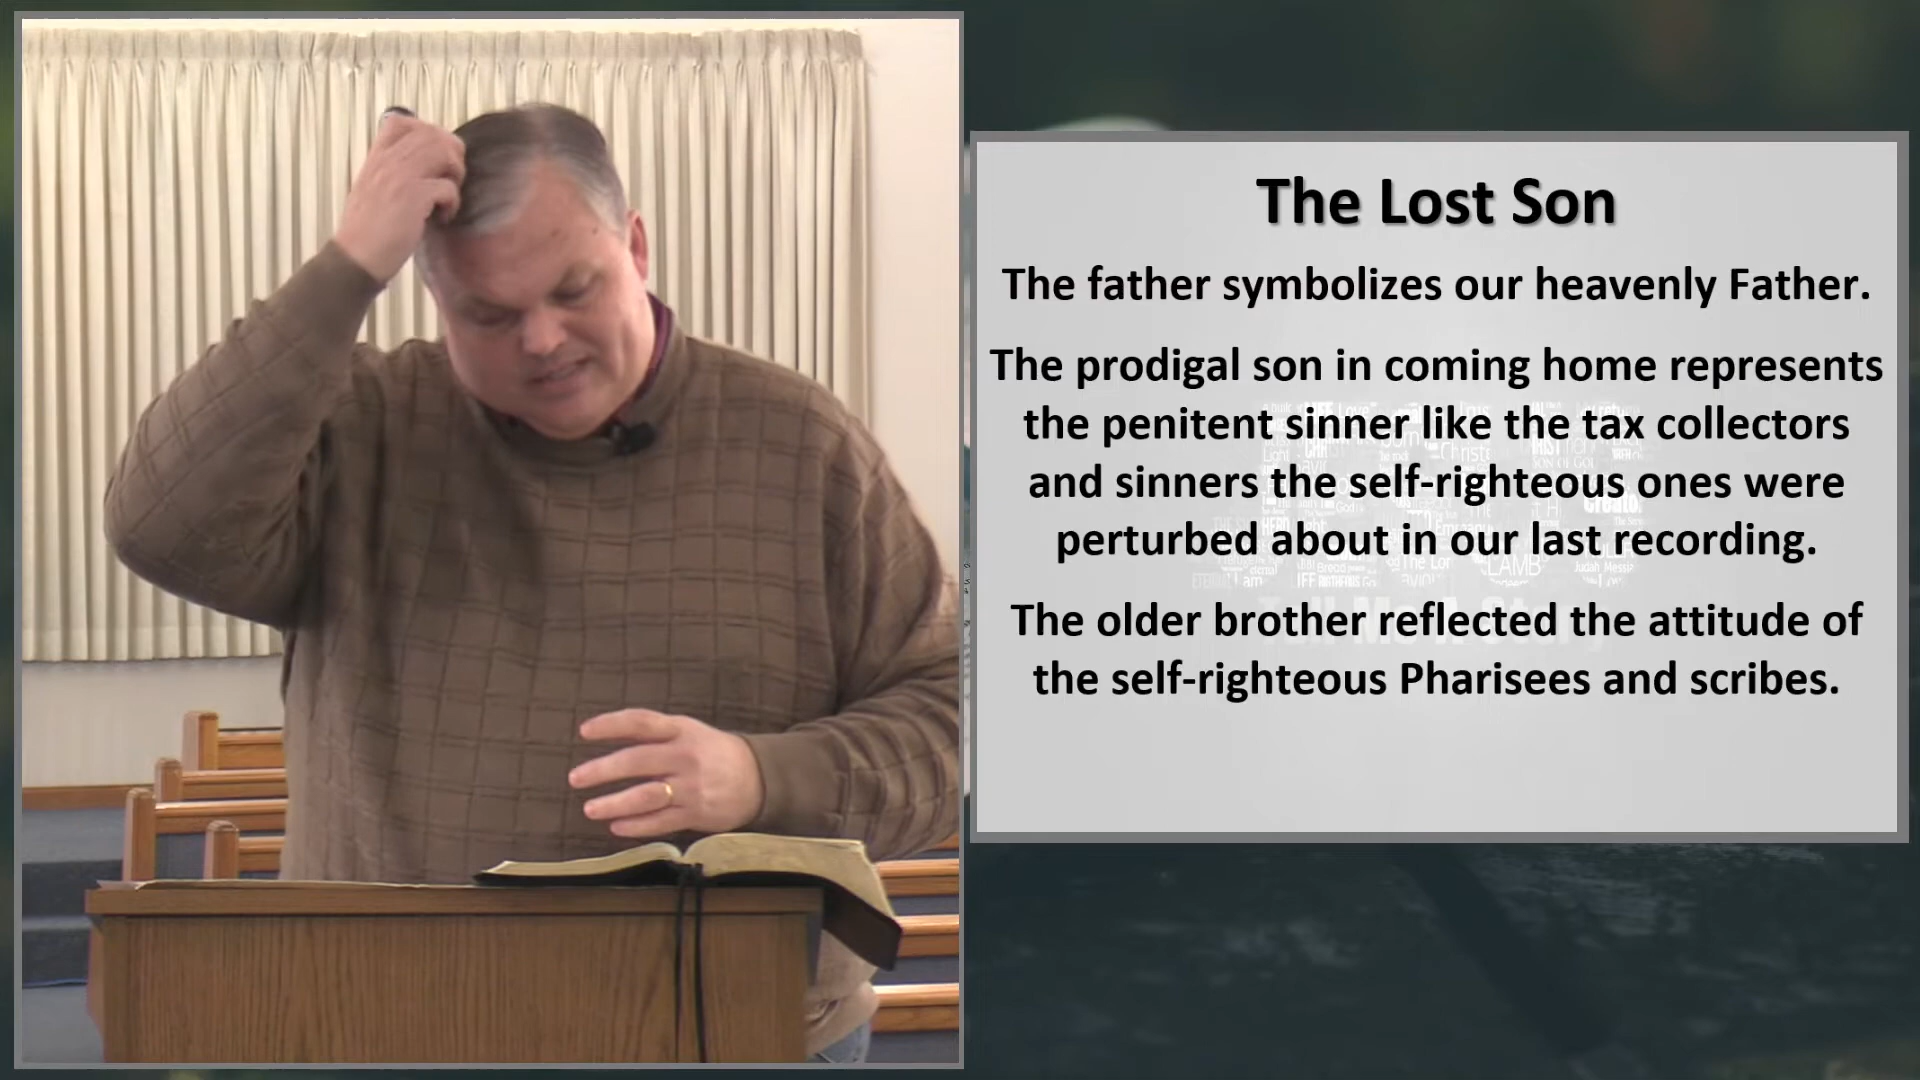 The Lost Son
The father symbolizes our heavenly Father.
The prodigal son in coming home represents
the penitent sinner like the tax collectors
and sinners the self-righteous ones were
perturbed about in our last recording.
The older brother reflected the attitude of
the self-righteous Pharisees and scribes.